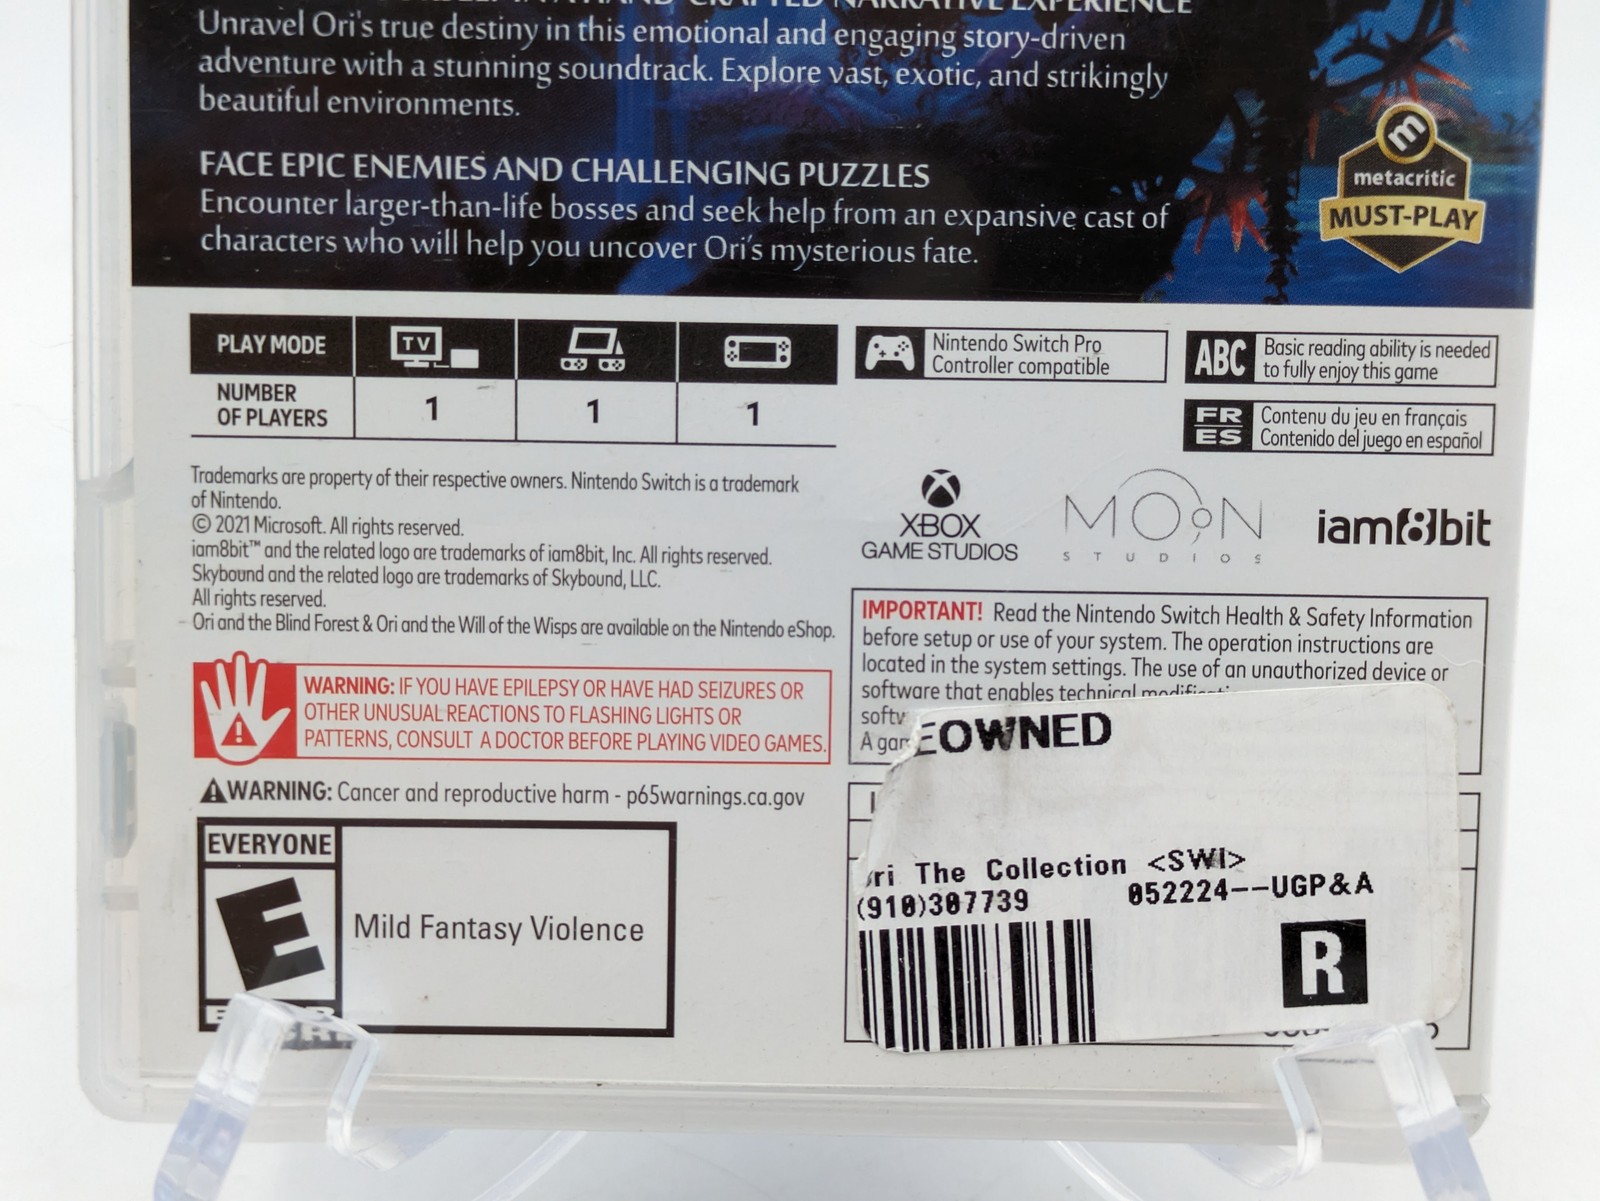 HAND-CRAFTED NARRATIVE EXPERIENCE
Unravel Ori's true destiny in this emotional and engaging story-driven
adventure with a stunning soundtrack. Explore vast, exotic, and strikingly
beautiful environments.
FACE EPIC ENEMIES AND CHALLENGING PUZZLES
Encounter larger-than-life bosses and seek help from an expansive cast of
characters who will help you uncover Ori's mysterious fate.
m
metacritic
MUST-PLAY
PLAY MODE
TV
NUMBER
OF PLAYERS
1
1
1
Nintendo Switch Pro
Controller compatible
ABC
Basic reading ability is needed
to fully enjoy this game
FR
ES
Contenu du jeu en français
Contenido del juego en español
Trademarks are property of their respective owners. Nintendo Switch is a trademark
of Nintendo.
© 2021 Microsoft. All rights reserved.
iam8bit™ and the related logo are trademarks of iam8bit, Inc. All rights reserved.
Skybound and the related logo are trademarks of Skybound, LLC.
All rights reserved.
Ori and the Blind Forest & Ori and the Will of the Wisps are available on the Nintendo eShop.
XBOX
GAME STUDIOS
MOON
STUDIOS
iam8bit
WARNING: IF YOU HAVE EPILEPSY OR HAVE HAD SEIZURES OR
OTHER UNUSUAL REACTIONS TO FLASHING LIGHTS OR
PATTERNS, CONSULT A DOCTOR BEFORE PLAYING VIDEO GAMES.
WARNING: Cancer and reproductive harm - p65warnings.ca.gov
IMPORTANT! Read the Nintendo Switch Health & Safety Information
before setup or use of your system. The operation instructions are
located in the system settings. The use of an unauthorized device or
software that enables technical
A
EOWNED
ri The Collection <SWI>
(910)307739 052224--UGP&A
R
EVERYONE
E
Mild Fantasy Violence